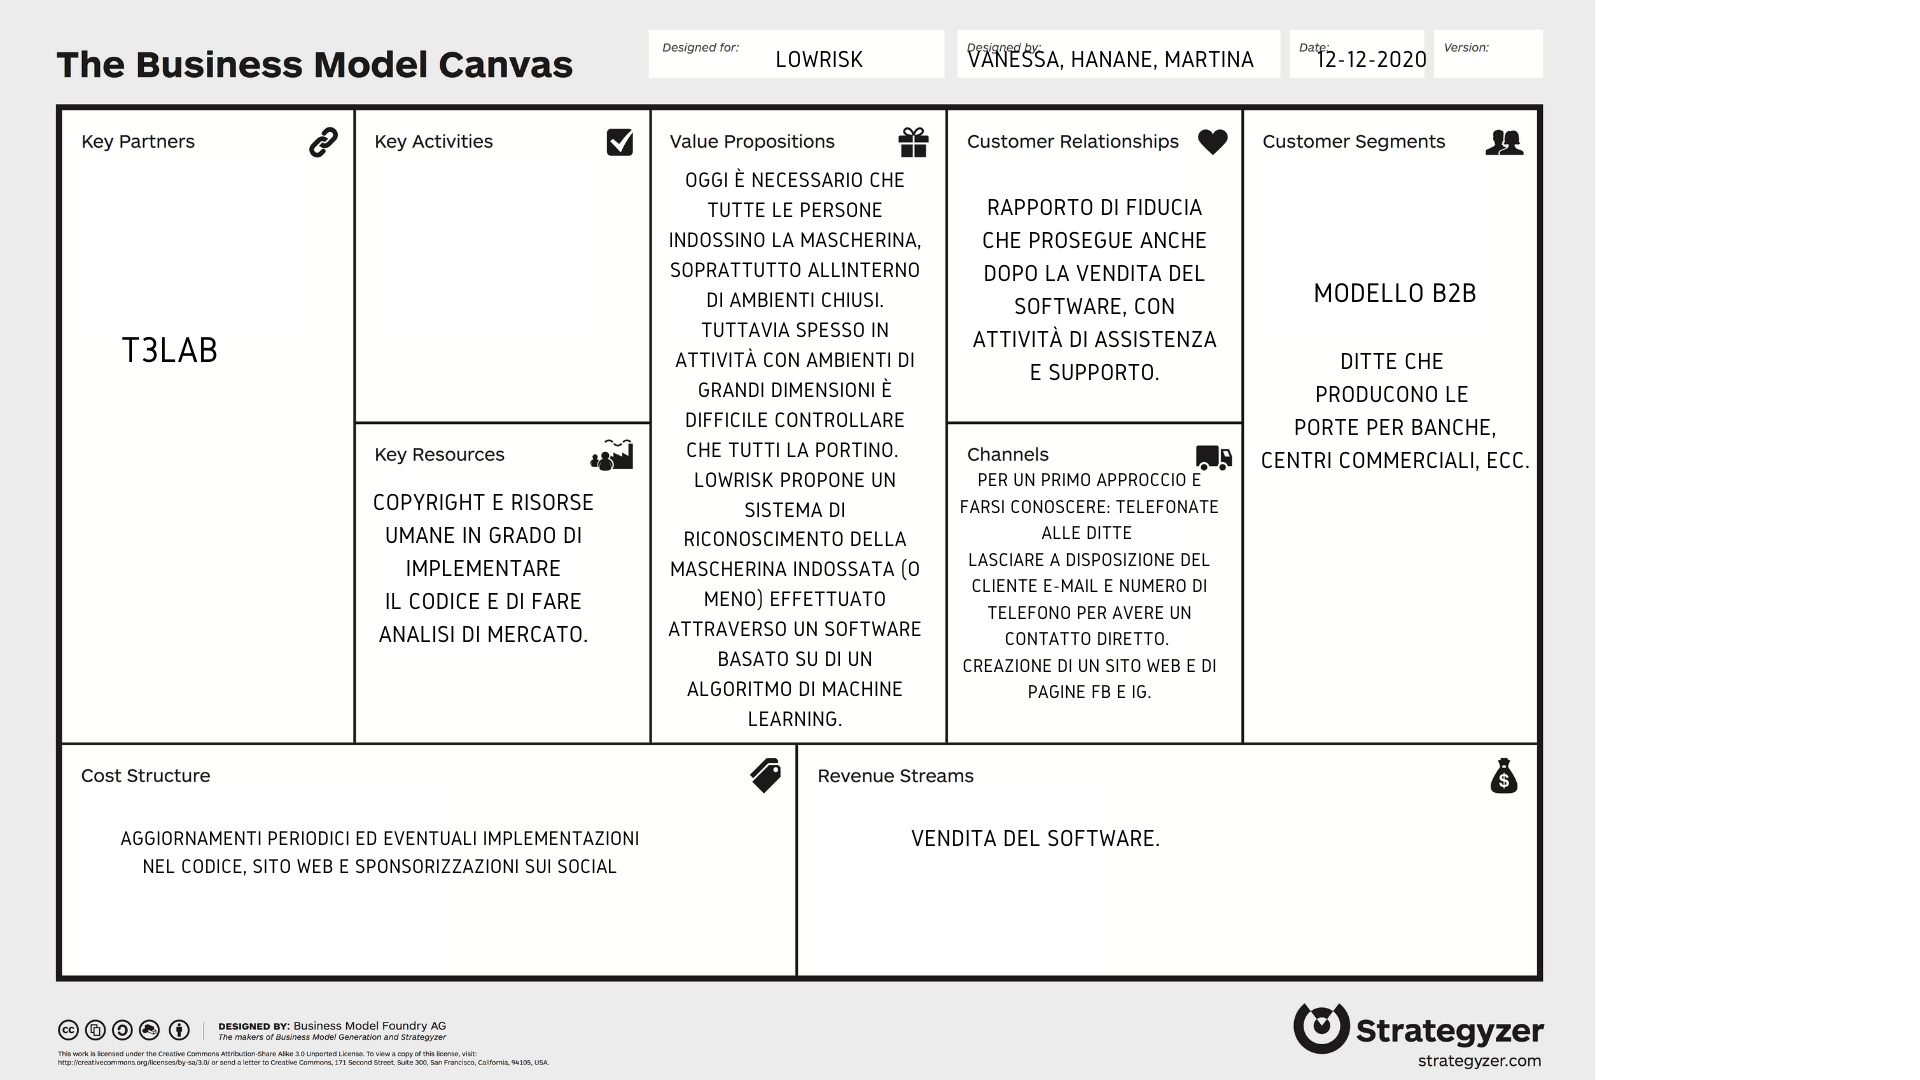 The Business Model Canvas
Designed for:
LOWRISK
Designed by:
VANESSA, HANANE, MARTINA
Date:
12-12-2020
Version:
Key Partners
T3LAB
Key Activities
Key Resources
COPYRIGHT E RISORSE
UMANE IN GRADO DI
IMPLEMENTARE
IL CODICE E DI FARE
ANALISI DI MERCATO.
Value Propositions
OGGI È NECESSARIO CHE
TUTTE LE PERSONE
INDOSSINO LA MASCHERINA,
SOPRATTUTTO ALL'INTERNO
DI AMBIENTI CHIUSI.
TUTTAVIA SPESSO IN
ATTIVITÀ CON AMBIENTI DI
GRANDI DIMENSIONI È
DIFFICILE CONTROLLARE
CHE TUTTI LA PORTINO.
LOWRISK PROPONE UN
SISTEMA DI
RICONOSCIMENTO DELLA
MASCHERINA INDOSSATA (O
MENO) EFFETTUATO
ATTRAVERSO UN SOFTWARE
BASATO SU DI UN
ALGORITMO DI MACHINE
LEARNING.
Customer Relationships
RAPPORTO DI FIDUCIA
CHE PROSEGUE ANCHE
DOPO LA VENDITA DEL
SOFTWARE, CON
ATTIVITÀ DI ASSISTENZA
E SUPPORTO.
Channels
PER UN PRIMO APPROCCIO E
FARSI CONOSCERE: TELEFONATE
ALLE DITTE
LASCIARE A DISPOSIZIONE DEL
CLIENTE E-MAIL E NUMERO DI
TELEFONO PER AVERE UN
CONTATTO DIRETTO.
CREAZIONE DI UN SITO WEB E DI
PAGINE FB E IG.
Customer Segments
MODELLO B2B
DITTE CHE
PRODUCONO LE
PORTE PER BANCHE,
CENTRI COMMERCIALI, ECC.
Cost Structure
AGGIORNAMENTI PERIODICI ED EVENTUALI IMPLEMENTAZIONI
NEL CODICE, SITO WEB E SPONSORIZZAZIONI SUI SOCIAL
Revenue Streams
$
VENDITA DEL SOFTWARE.
cc
DESIGNED BY: Business Model Foundry AG
The makers of Business Model Generation and Strategyzer
This work is licensed under the Creative Commons Attribution-Share Alike 3.0 Unported License. To view a copy of this license, visit:
http://creativecommons.org/licenses/by-sa/3.0/ or send a letter to Creative Commons, 171 Second Street, Suite 300, San Francisco, California, 94105, USA.
Strategyzer
strategyzer.com